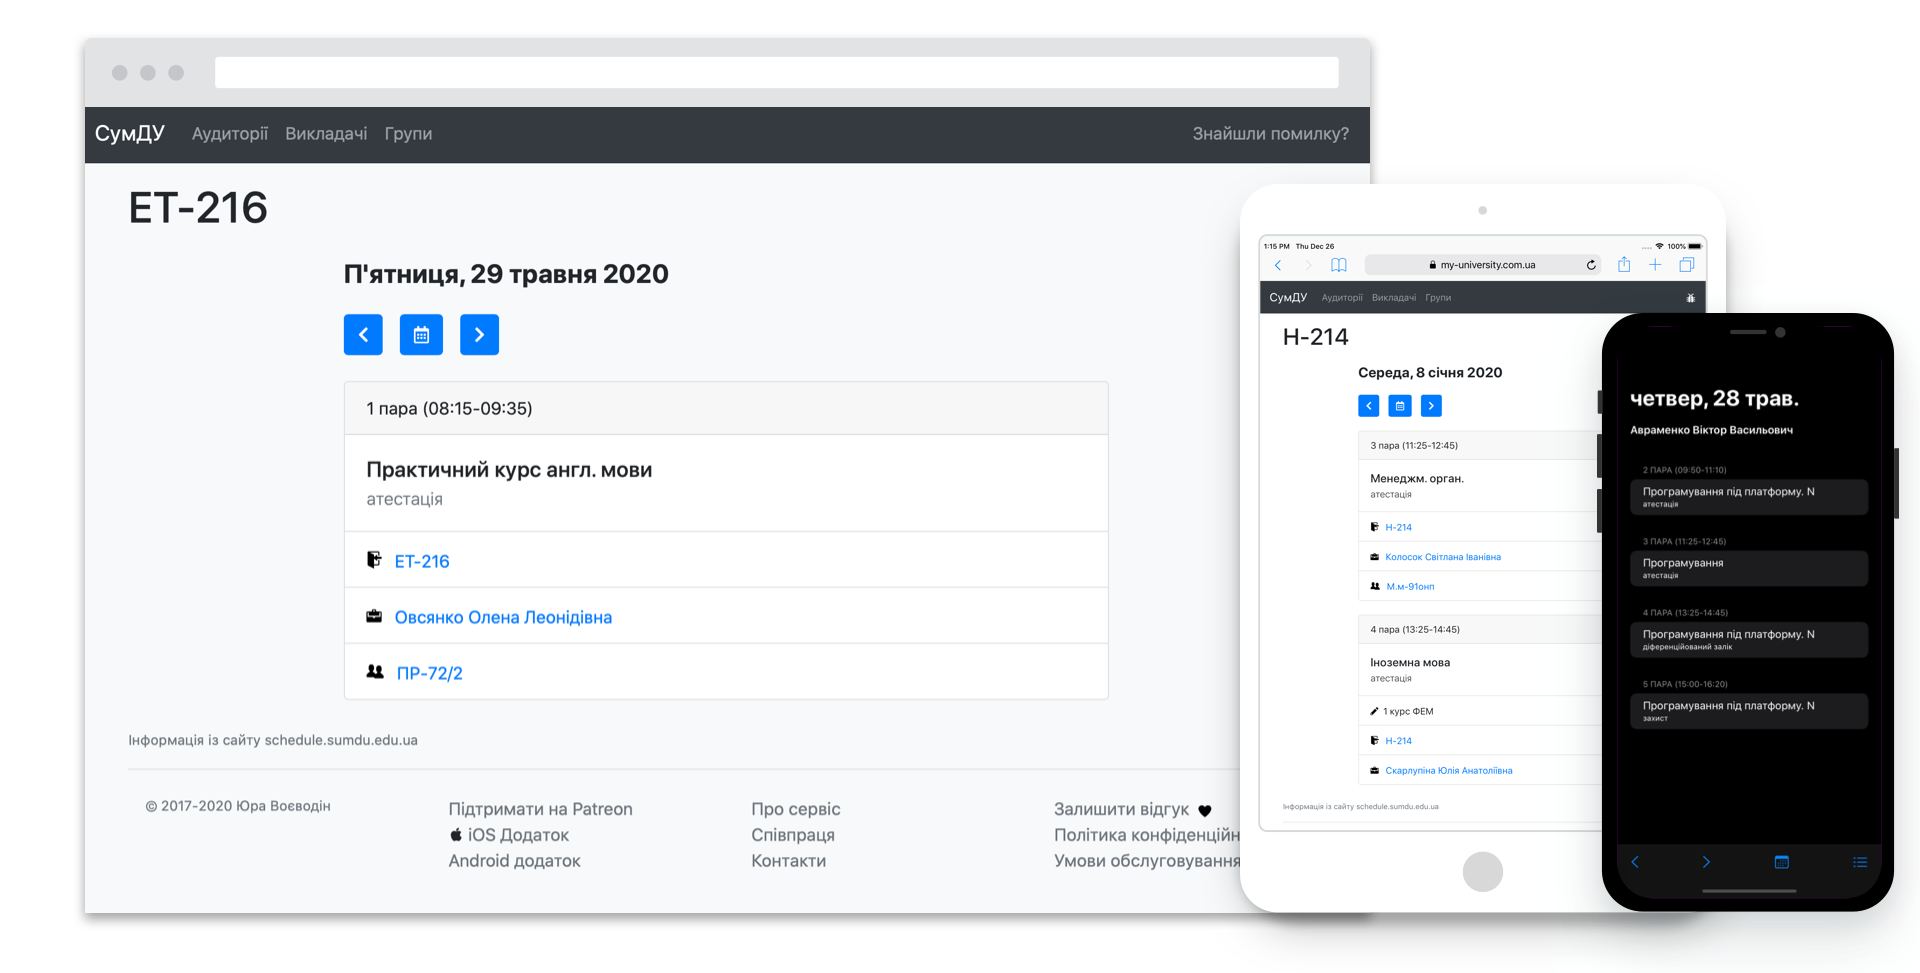 СумДУ Аудиторії Викладачі Групи Знайшли помилку?
ET-216
П'ятниця, 29 травня 2020
1 пара (08:15-09:35)
Практичний курс англ. мови
атестація
ET-216
Овсянко Олена Леонідівна
ПР-72/2
Інформація із сайту schedule.sumdu.edu.ua
© 2017-2020 Юра Воєводін
Підтримати на Patreon
iOS Додаток
Android додаток
Про сервіс
Співпраця
Контакти
Залишити відгук
Політика конфіденційн
Умови обслуговування
1:15 PM Thu Dec 26 100%
my-university.com.ua
СумДУ Аудиторії Викладачі Групи
Н-214
Середа, 8 січня 2020
3 пара (11:25-12:45)
Менеджм. орган.
атестація
Н-214
Колосок Світлана Іванівна
М.м-91онп
4 пара (13:25-14:45)
Іноземна мова
атестація
1 курс ФЕМ
Н-214
Скарлупіна Юлія Анатоліївна
Інформація із сайту schedule.sumdu.edu.ua
четвер, 28 трав.
Авраменко Віктор Васильович
2 ПАРА (09:50-11:10)
Програмування під платформу. N
атестація
3 ПАРА (11:25-12:45)
Програмування
атестація
4 ПАРА (13:25-14:45)
Програмування під платформу. N
діференційований залік
5 ПАРА (15:00-16:20)
Програмування під платформу. N
захист